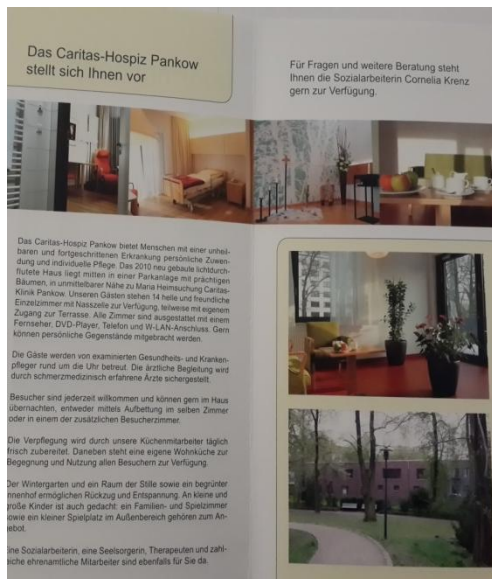 Das Caritas-Hospiz Pankow
stellt sich Ihnen vor
Für Fragen und weitere Beratung steht
Ihnen die Sozialarbeiterin Cornelia Krenz
gern zur Verfügung.
Das Caritas-Hospiz Pankow bietet Menschen mit einer unheil-
baren und fortgeschrittenen Erkrankung persönliche Zuwen-
dung und individuelle Pflege. Das 2010 neu gebaute lichtdurch-
flutete Haus liegt mitten in einer Parkanlage mit prächtigen
Bäumen, in unmittelbarer Nähe zu Maria Heimsuchung Caritas-
Klinik Pankow. Unseren Gästen stehen 14 helle und freundliche
Einzelzimmer mit Nasszelle zur Verfügung, teilweise mit eigenem
Zugang zur Terrasse. Alle Zimmer sind ausgestattet mit einem
Fernseher, DVD-Player, Telefon und W-LAN-Anschluss. Gern
können persönliche Gegenstände mitgebracht werden.
Die Gäste werden von examinierten Gesundheits- und Kranken-
pfleger rund um die Uhr betreut. Die ärztliche Begleitung wird
durch schmerzmedizinisch erfahrene Ärzte sichergestellt.
Besucher sind jederzeit willkommen und können gern im Haus
übernachten, entweder mittels Aufbettung im selben Zimmer
oder in einem der zusätzlichen Besucherzimmer.
Die Verpflegung wird durch unsere Küchenmitarbeiter täglich
frisch zubereitet. Daneben steht eine eigene Wohnküche zur
Begegnung und Nutzung allen Besuchern zur Verfügung.
Der Wintergarten und ein Raum der Stille sowie ein begrünter
nnenhof ermöglichen Rückzug und Entspannung. An kleine und
große Kinder ist auch gedacht: ein Familien- und Spielzimmer
sowie ein kleiner Spielplatz im Außenbereich gehören zum An-
gebot.
ine Sozialarbeiterin, eine Seelsorgerin, Therapeuten und zahl-
eiche ehrenamtliche Mitarbeiter sind ebenfalls für Sie da.